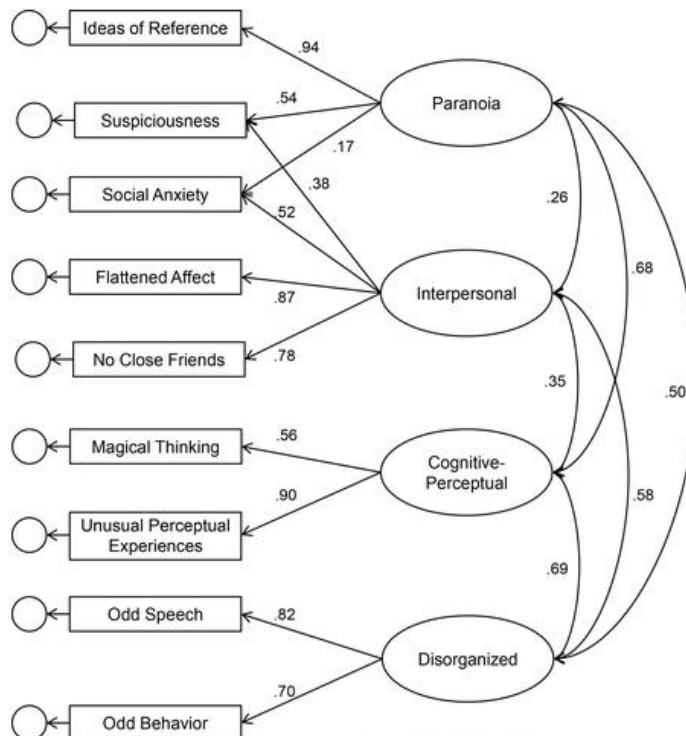 Ideas of Reference
.94
Paranoia
Suspiciousness
.54
.17
Social Anxiety
.38
.52
.26
.68
Flattened Affect
.87
Interpersonal
No Close Friends
.78
.35
.50
Magical Thinking
.56
Cognitive-
Perceptual
.90
.58
Unusual Perceptual
Experiences
.69
Odd Speech
.82
Disorganized
.70
Odd Behavior